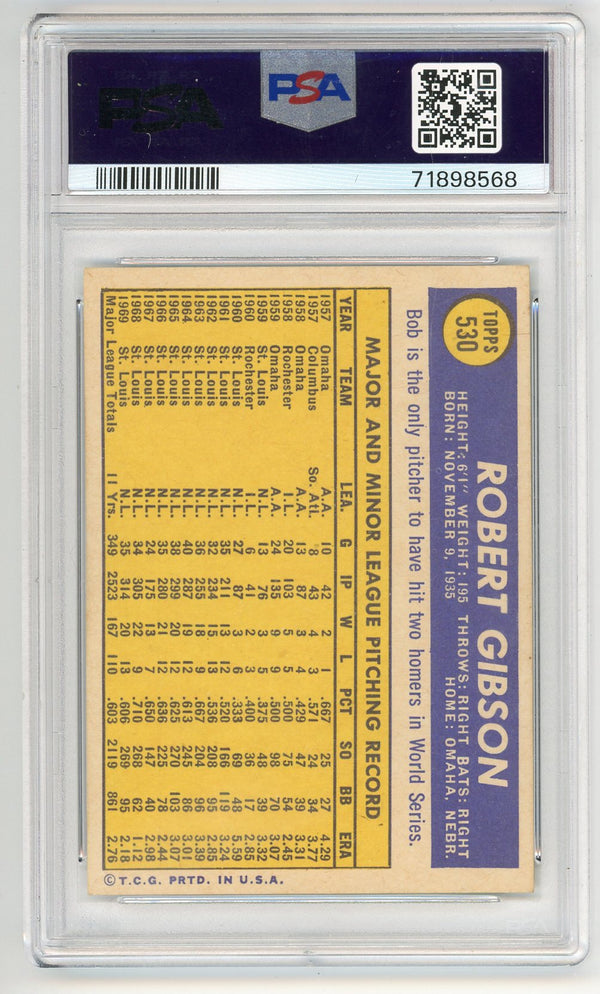 PSA
PSA
71898568
TOPPS
530
ROBERT GIBSON
HEIGHT: 6'1" WEIGHT: 195 THROWS: RIGHT BATS: RIGHT
BORN: NOVEMBER 9, 1935 HOME: OMAHA, NEBR.
Bob is the only pitcher to have hit two homers in World Series.
MAJOR AND MINOR LEAGUE PITCHING RECORD
YEAR TEAM LEA. G IP W L PCT SO BB ERA
1957 Omaha A.A. 10 42 2 1 .667 25 27 4.29
1957 Columbus So. Atl. 8 43 4 3 .571 24 34 3.77
1958 Omaha A.A. 13 87 3 4 .429 47 39 3.31
1958 Rochester I.L. 20 103 5 5 .500 75 54 2.45
1959 Omaha A.A. 24 135 9 9 .500 98 70 3.07
1959 St. Louis N.L. 13 76 3 5 .375 48 39 3.32
1960 Rochester I.L. 6 41 2 3 .400 36 17 2.85
1960 St. Louis N.L. 27 87 3 6 .333 69 48 5.59
1961 St. Louis N.L. 35 211 13 12 .520 166 119 3.24
1962 St. Louis N.L. 32 234 15 13 .536 208 95 2.85
1963 St. Louis N.L. 36 255 18 9 .667 204 96 3.39
1964 St. Louis N.L. 40 287 19 12 .613 245 86 3.01
1965 St. Louis N.L. 38 299 20 12 .625 270 103 3.07
1966 St. Louis N.L. 35 280 21 12 .636 225 78 2.44
1967 St. Louis N.L. 24 175 13 7 .650 147 40 2.98
1968 St. Louis N.L. 34 305 22 9 .710 268 62 1.12
1969 St. Louis N.L. 35 314 20 13 .606 269 95 2.18
Major League Totals 11 Yrs. 349 2523 167 110 .603 2119 861 2.76
© T.C.G. PRTD. IN U.S.A.